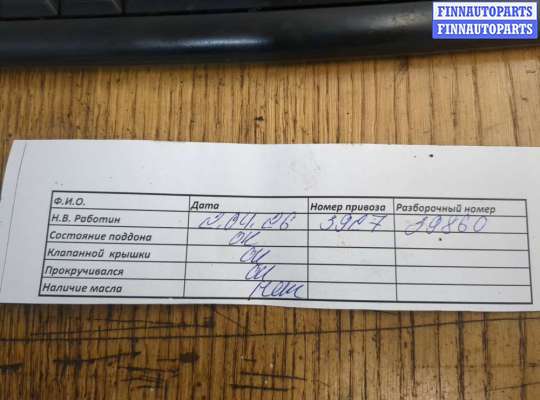 FINNAUTOPARTS
FINNAUTOPARTS
Ф.И.О. Дата Номер привоза Разборочный номер
Н.В. Работин 2.04.26 3927 39860
Состояние поддона ок
Клапанной крышки ок
Прокручивался ок
Наличие масла нет